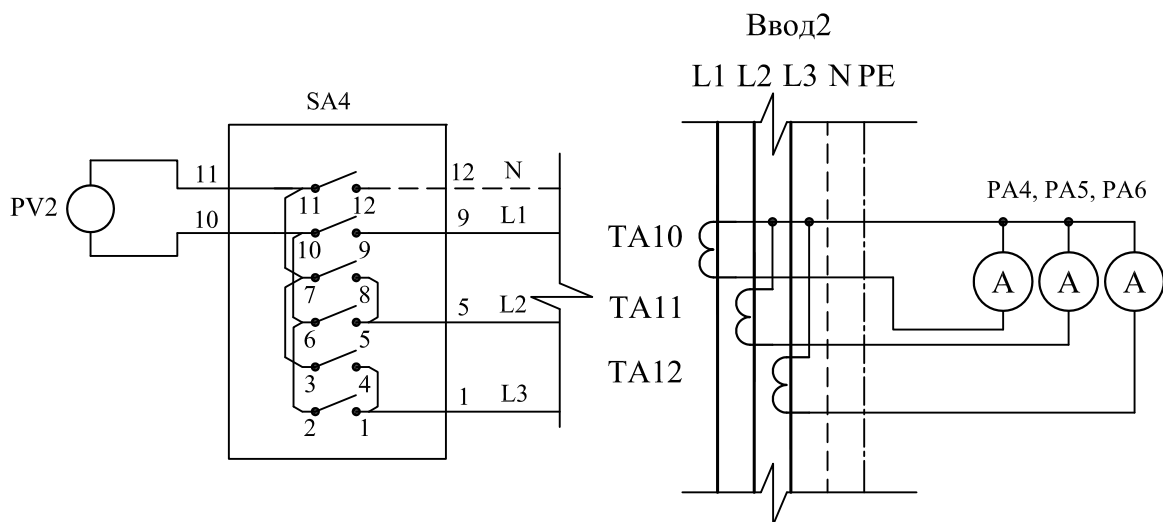 Ввод2
L1 L2 L3 N PE
SA4
11 12 N
11 12
PV2
10 9 L1
10 9
7 8
5 L2
6 5
3 4
1 L3
2 1
PA4, PA5, PA6
TA10
A A A
TA11
TA12